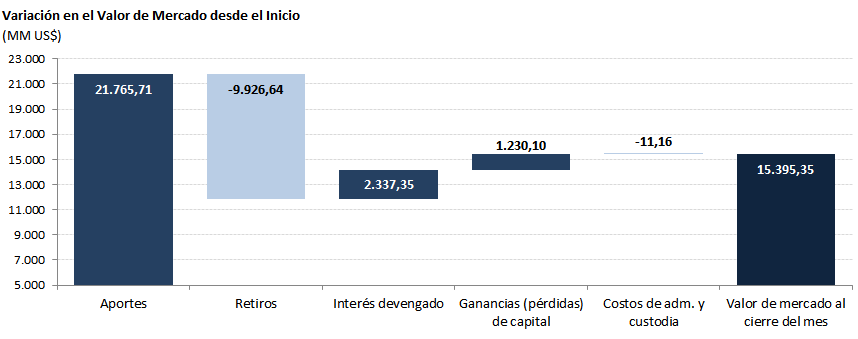 Variación en el Valor de Mercado desde el Inicio
(MM US$)
23.000
21.000
19.000
17.000
15.000
13.000
11.000
9.000
7.000
5.000
21.765,71
-9.926,64
2.337,35
1.230,10
-11,16
15.395,35
Aportes
Retiros
Interés devengado
Ganancias (pérdidas)
de capital
Costos de adm. y
custodia
Valor de mercado al
cierre del mes